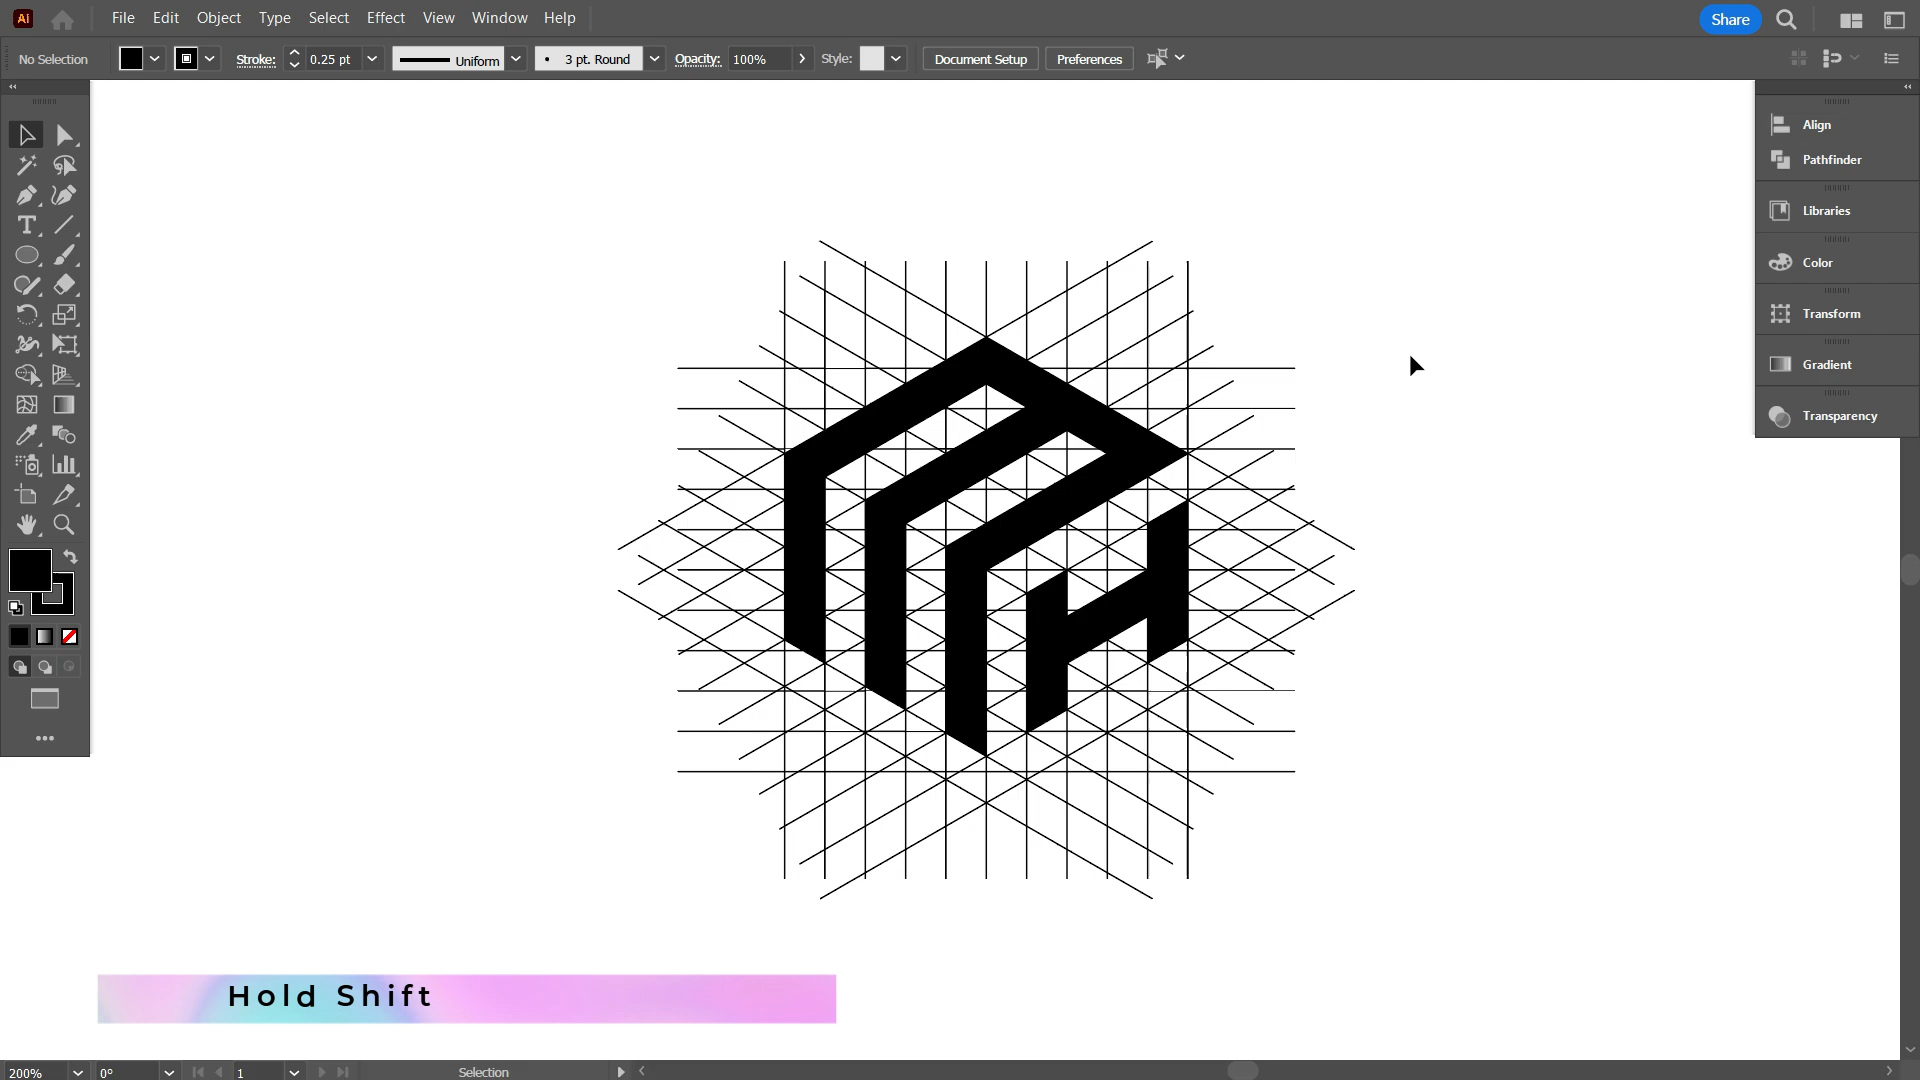 Ai File Edit Object Type Select Effect View Window Help Share
No Selection Stroke: 0.25 pt Uniform 3 pt. Round Opacity: 100% Style: Document Setup Preferences
Align
Pathfinder
Libraries
Color
Transform
Gradient
Transparency
H
Hold Shift
200% 0° 1 Selection